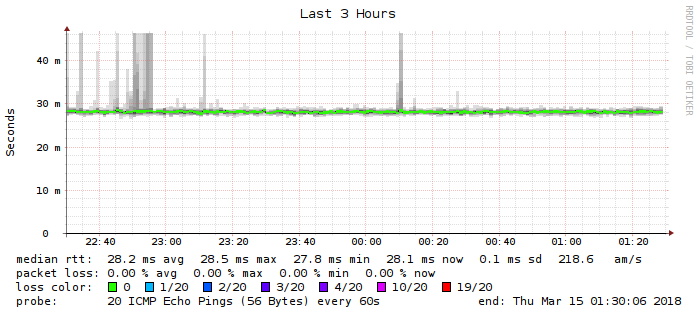 Last 3 Hours
RRDTOOL / TOBI OETIKER
Seconds
40 m
30 m
20 m
10 m
0
22:40 23:00 23:20 23:40 00:00 00:20 00:40 01:00 01:20
median rtt: 28.2 ms avg 28.5 ms max 27.8 ms min 28.1 ms now 0.1 ms sd 218.6 am/s
packet loss: 0.00 % avg 0.00 % max 0.00 % min 0.00 % now
loss color: 0 1/20 2/20 3/20 4/20 10/20 19/20
probe: 20 ICMP Echo Pings (56 Bytes) every 60s end: Thu Mar 15 01:30:06 2018